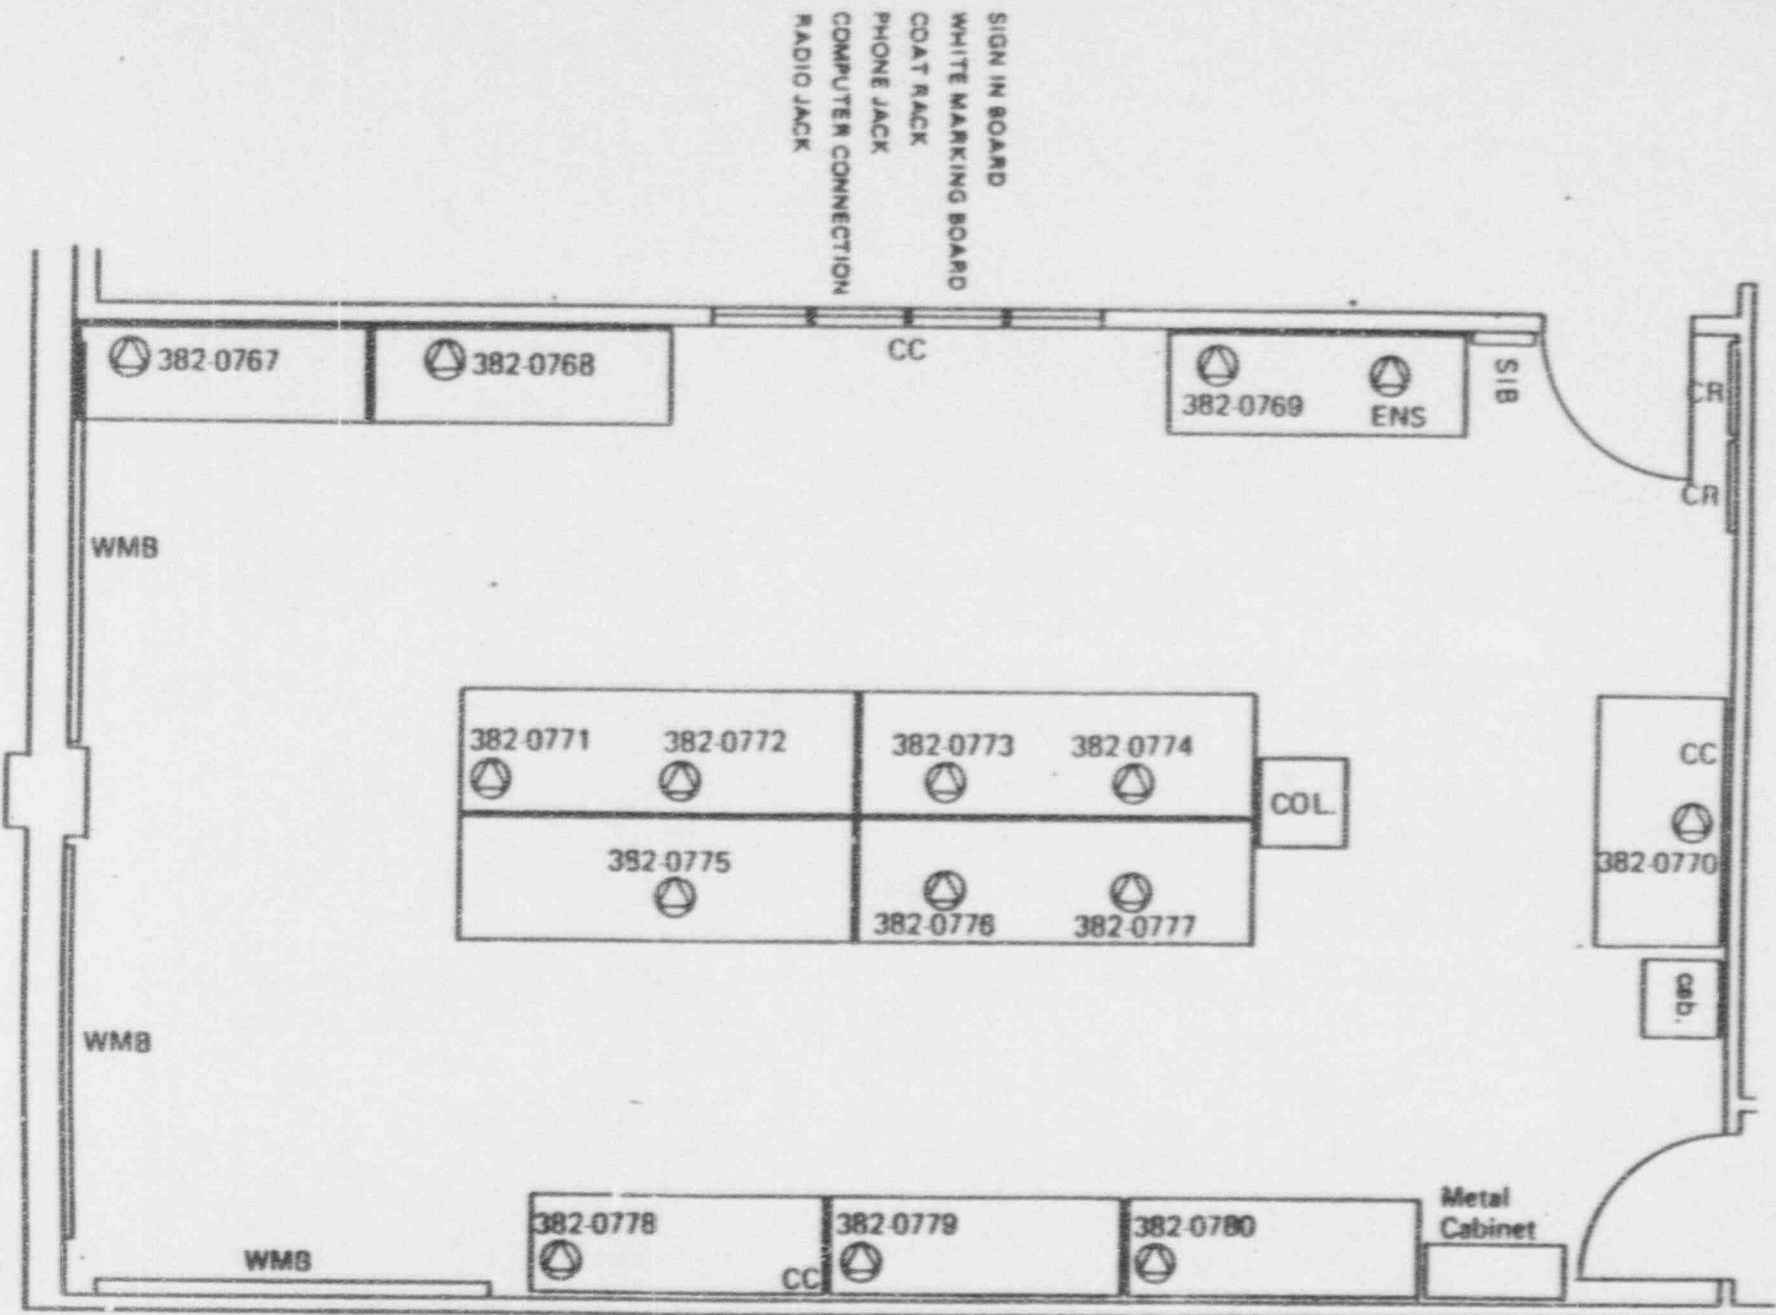 SIGN IN BOARD
WHITE MARKING BOARD
COAT RACK
PHONE JACK
COMPUTER CONNECTION
RADIO JACK
382-0767
382-0768
CC
382-0769
ENS
SIB
CR
CR
WMB
382-0771
382-0772
382-0773
382-0774
COL.
CC
382-0770
382-0775
382-0776
382-0777
cab.
WMB
WMB
382-0778
CC
382-0779
382-0780
Metal
Cabinet